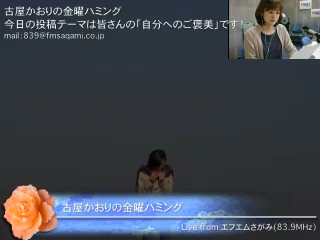 古屋かおりの金曜ハミング
今日の投稿テーマは皆さんの「自分へのご褒美」です!
mail:839@fmsagami.co.jp
古屋かおりの金曜ハミング
Live from エフエムさがみ(83.9MHz)